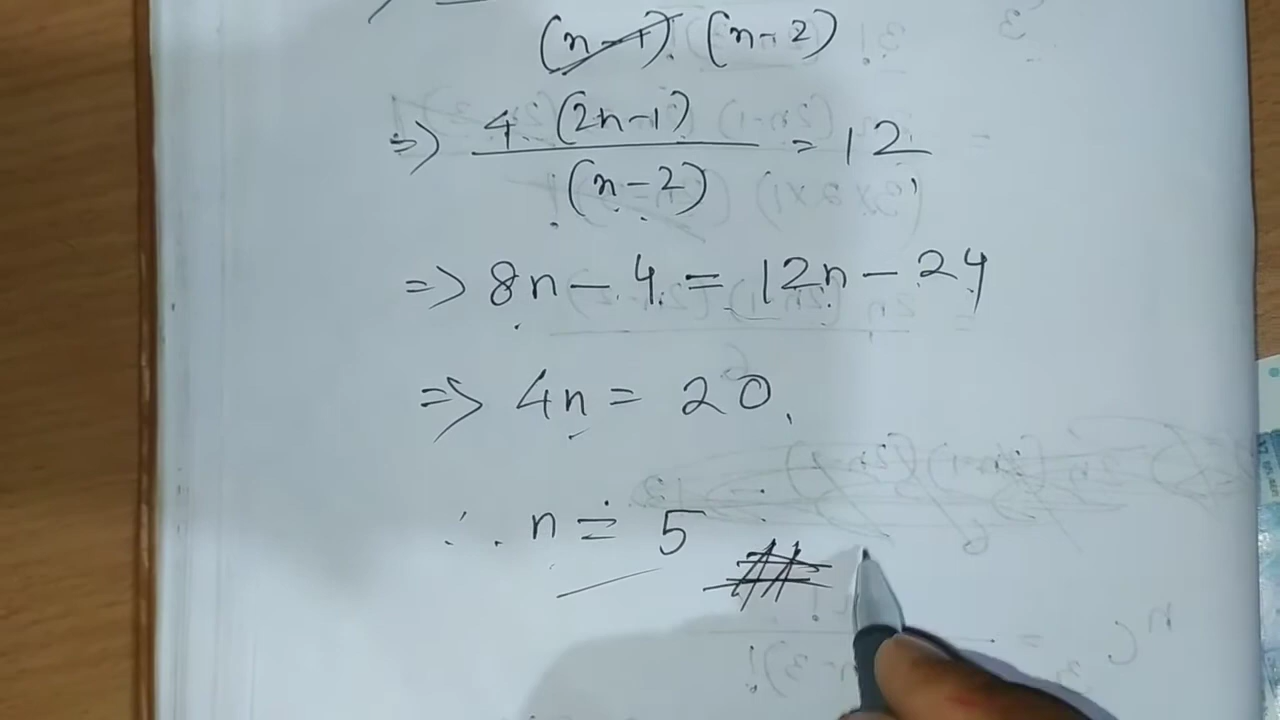 (n-1) (n-2)
=> 4 (2n-1) / (n-2) = 12
=> 8n - 4 = 12n - 24
=> 4n = 20
∴ n = 5